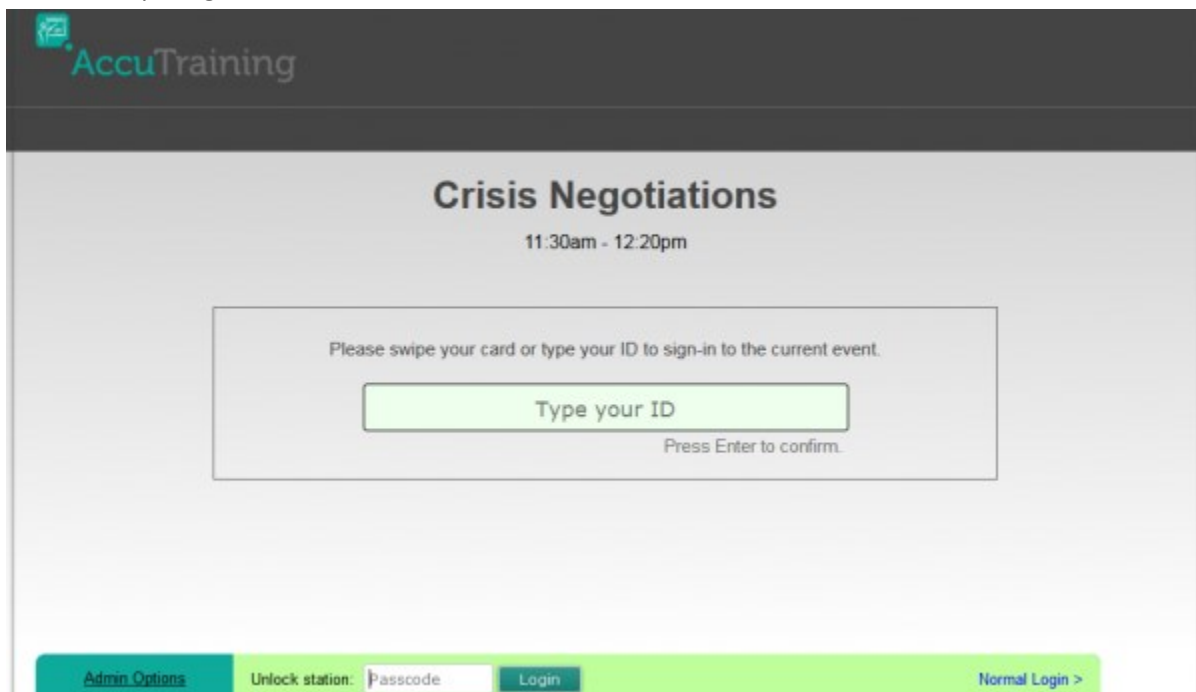 AccuTraining
Crisis Negotiations
11:30am - 12:20pm
Please swipe your card or type your ID to sign-in to the current event.
Type your ID
Press Enter to confirm.
Admin Options Unlock station: Passcode Login Normal Login >